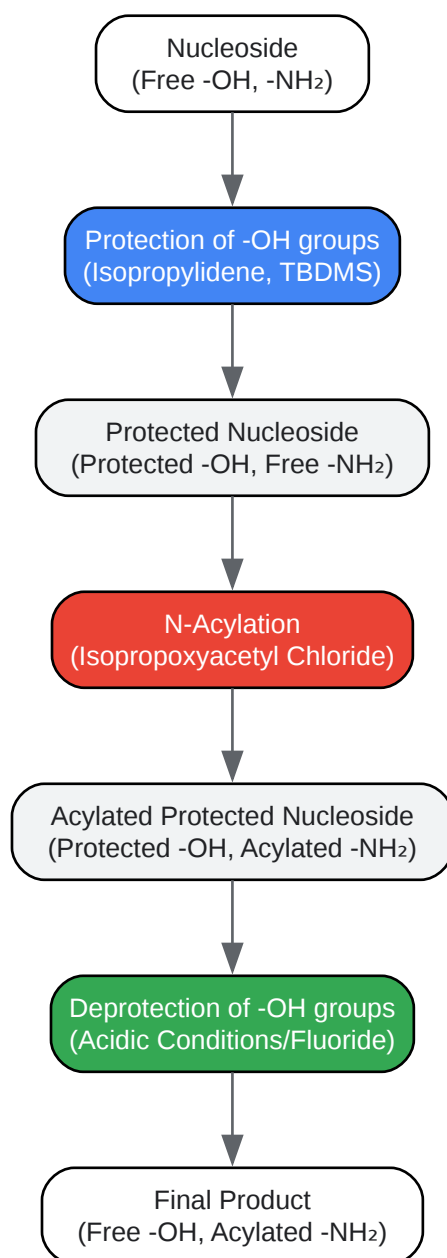 Nucleoside
(Free -OH, -NH₂)
Protection of -OH groups
(Isopropylidene, TBDMS)
Protected Nucleoside
(Protected -OH, Free -NH₂)
N-Acylation
(Isopropoxyacetyl Chloride)
Acylated Protected Nucleoside
(Protected -OH, Acylated -NH₂)
Deprotection of -OH groups
(Acidic Conditions/Fluoride)
Final Product
(Free -OH, Acylated -NH₂)